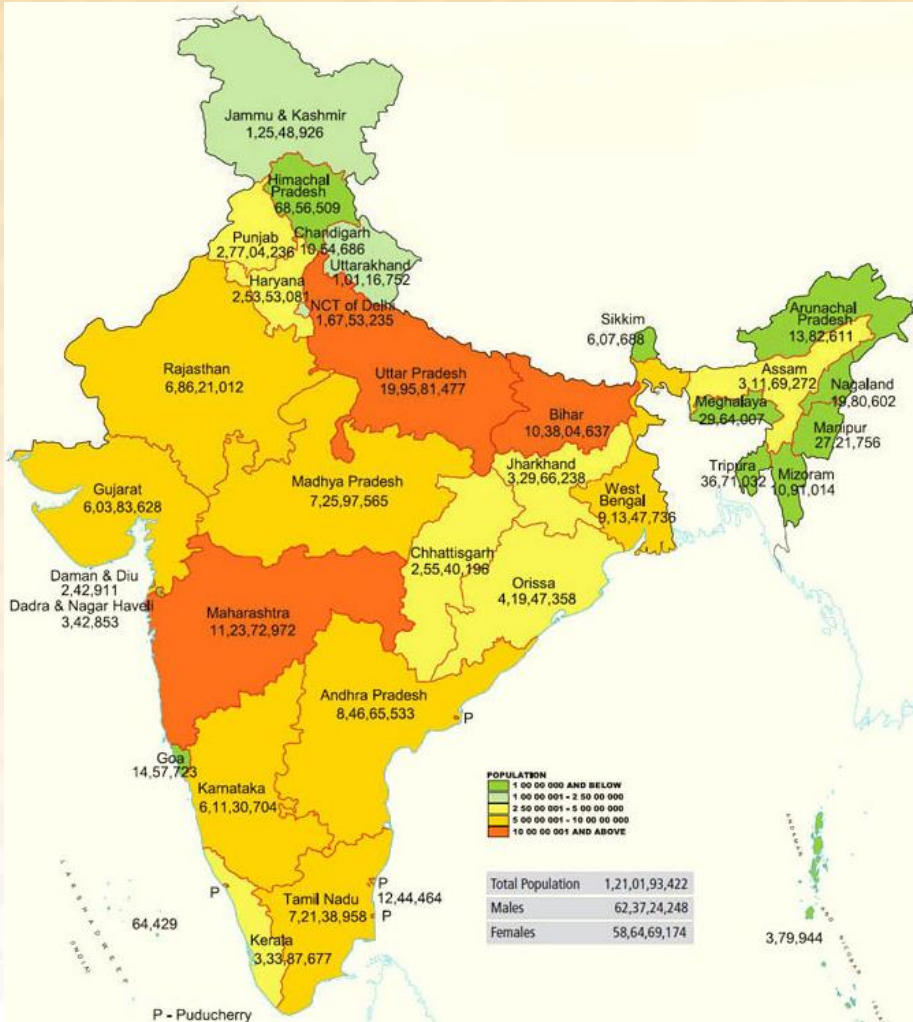 Jammu & Kashmir
1,25,48,926
Himachal
Pradesh
68,56,509
Punjab
2,77,04,236
Chandigarh
10,54,686
Uttarakhand
1,01,16,752
Haryana
2,53,53,081
NCT of Delhi
1,67,53,235
Rajasthan
6,86,21,012
Uttar Pradesh
19,95,81,477
Bihar
10,38,04,637
Sikkim
6,07,688
Arunachal
Pradesh
13,82,611
Assam
3,11,69,272
Nagaland
19,80,602
Meghalaya
29,64,007
Manipur
27,21,756
Tripura
36,71,032
Mizoram
10,91,014
Gujarat
6,03,83,628
Madhya Pradesh
7,25,97,565
Jharkhand
3,29,66,238
West
Bengal
9,13,47,736
Chhattisgarh
2,55,40,196
Orissa
4,19,47,358
Daman & Diu
2,42,911
Dadra & Nagar Haveli
3,42,853
Maharashtra
11,23,72,972
Andhra Pradesh
8,46,65,533
P
Goa
14,57,723
Karnataka
6,11,30,704
POPULATION
1 00 00 000 AND BELOW
1 00 00 001 - 2 50 00 000
2 50 00 001 - 5 00 00 000
5 00 00 001 - 10 00 00 000
10 00 00 001 AND ABOVE
Total Population 1,21,01,93,422
Males 62,37,24,248
Females 58,64,69,174
P
P
12,44,464
P
Tamil Nadu
7,21,38,958
Kerala
3,33,87,677
64,429
LAKSHADWEEP
(INDIA)
3,79,944
ANDAMAN
AND NICOBAR
P - Puducherry